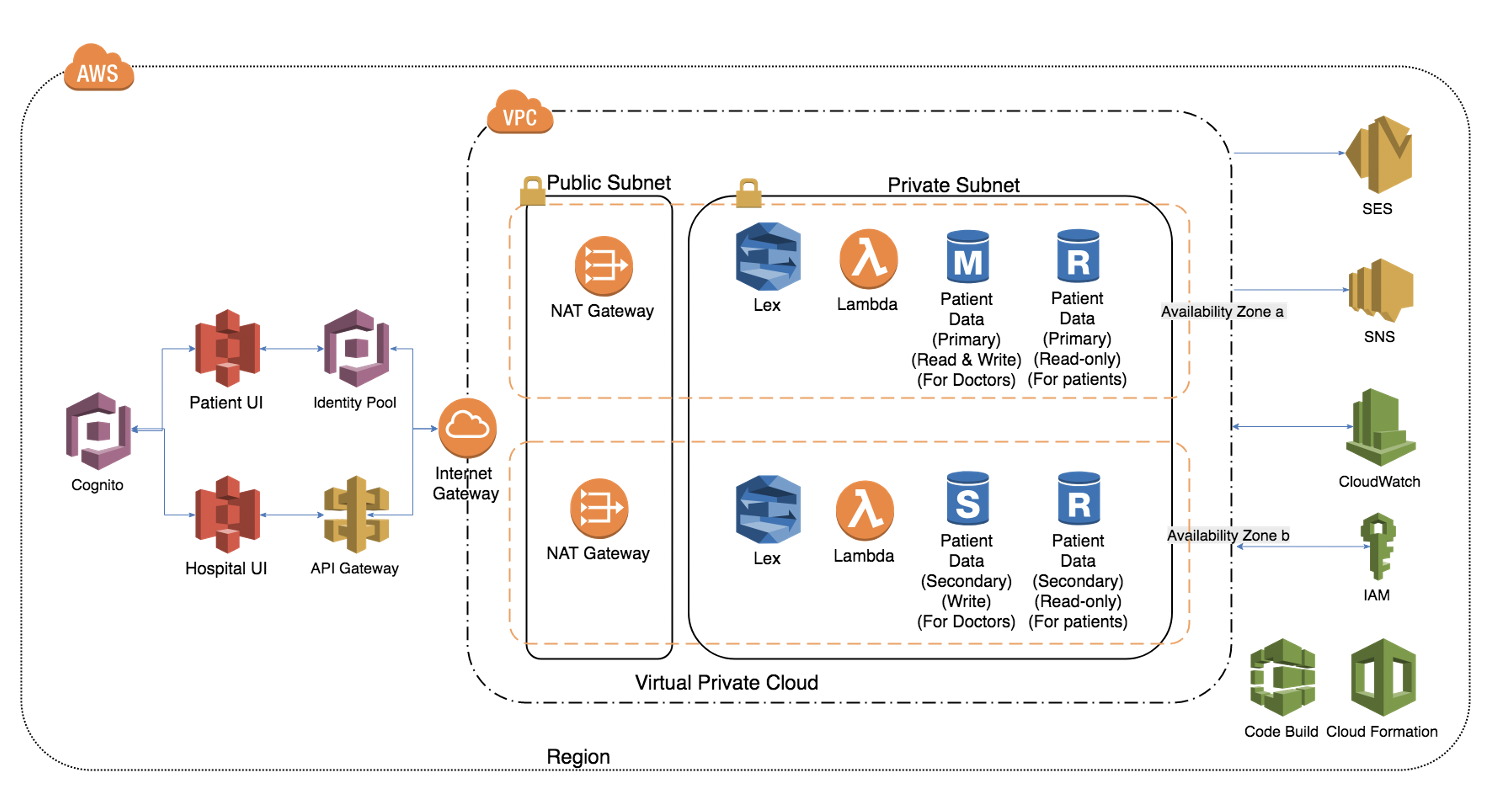 AWS
VPC
Public Subnet
Private Subnet
SES
NAT Gateway
Lex
λ
Lambda
M
Patient
Data
(Primary)
(Read & Write)
(For Doctors)
R
Patient
Data
(Primary)
(Read-only)
(For patients)
Availability Zone a
SNS
Patient UI
Identity Pool
Cognito
Internet
Gateway
Hospital UI
API Gateway
CloudWatch
NAT Gateway
Lex
λ
Lambda
S
Patient
Data
(Secondary)
(Write)
(For Doctors)
R
Patient
Data
(Secondary)
(Read-only)
(For patients)
Availability Zone b
IAM
Virtual Private Cloud
Code Build
Cloud Formation
Region